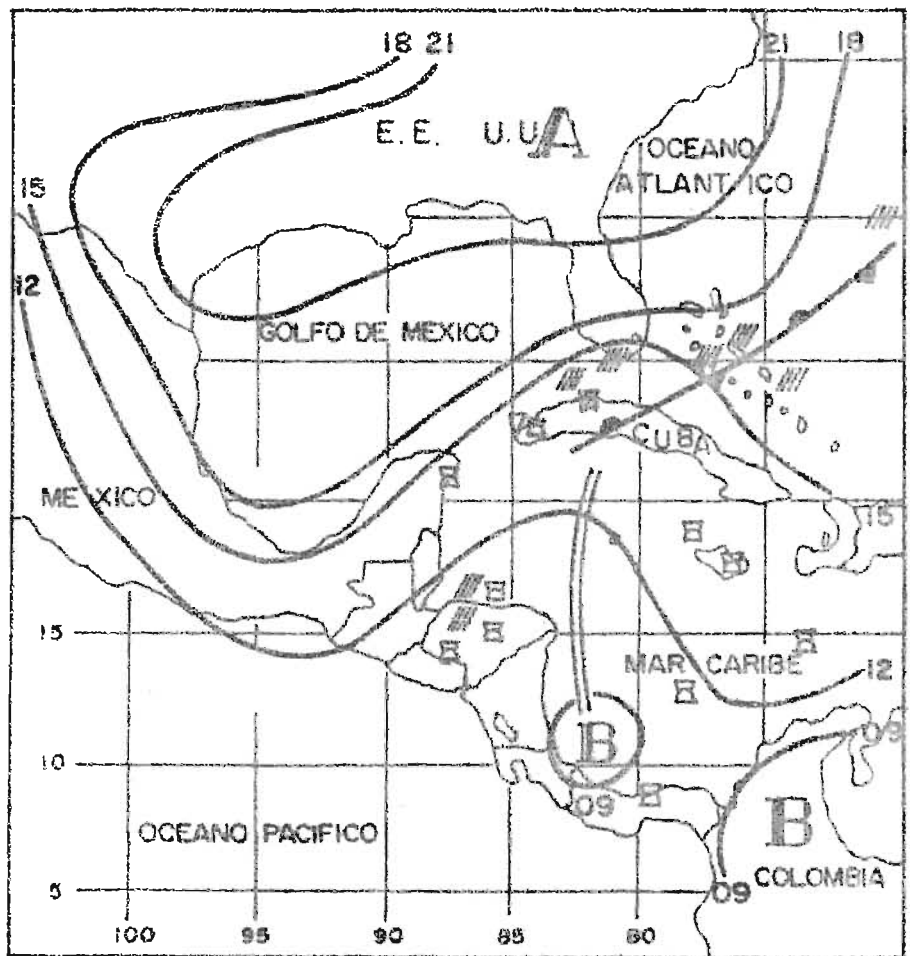 18 21
21 18
E.E. U.U
A
OCEANO
ATLANTICO
15
12
GOLFO DE MEXICO
CUBA
MEXICO
15
15
MAR CARIBE
12
B
09
10
09
B
OCEANO PACIFICO
COLOMBIA
5
09
100 95 90 85 80